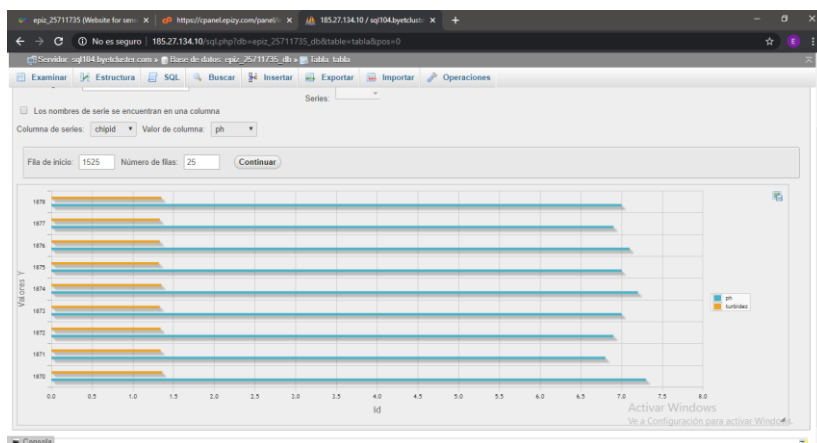 epiz_25711735 (Website for sens
https://cpanel.epizy.com/panel/
185.27.134.10 / sql104.byetcluste
No es seguro 185.27.134.10/sql.php?db=epiz_25711735_db&table=tabla&pos=0
Servidor: sql104.byetcluster.com » Base de datos: epiz_25711735_db » Tabla: tabla
Examinar Estructura SQL Buscar Insertar Exportar Importar Operaciones
Series:
Los nombres de serie se encuentran en una columna
Columna de series: chipid Valor de columna: ph
Fila de inicio: 1525 Número de filas: 25 Continuar
1878
1877
1876
1875
1874
1873
1872
1871
1870
Valores Y
ph
turbidez
0.0 0.5 1.0 1.5 2.0 2.5 3.0 3.5 4.0 4.5 5.0 5.5 6.0 6.5 7.0 7.5 8.0
Id
Activar Windows
Ve a Configuración para activar Windows.
Consola